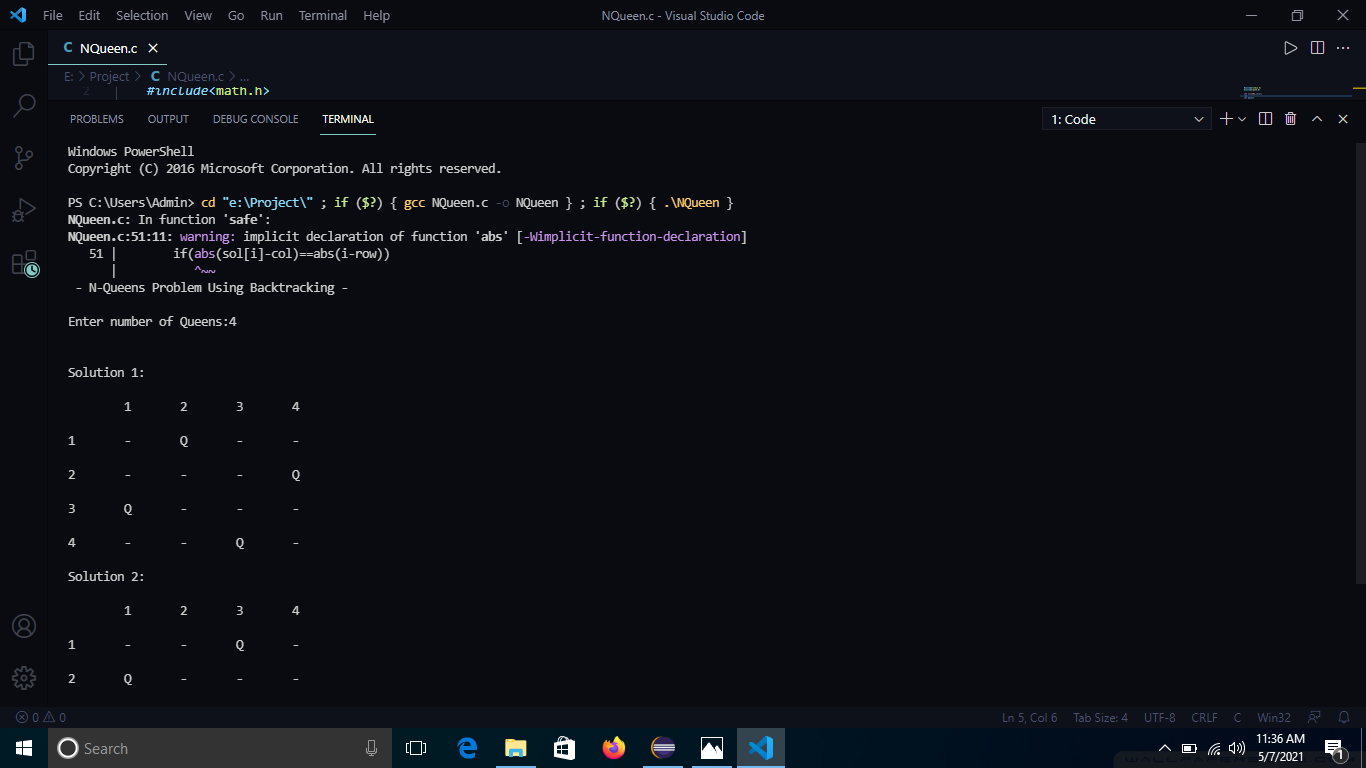 File Edit Selection View Go Run Terminal Help NQueen.c - Visual Studio Code
C NQueen.c
E: > Project > C NQueen.c > ...
2 #include<math.h>
PROBLEMS OUTPUT DEBUG CONSOLE TERMINAL 1: Code
Windows PowerShell
Copyright (C) 2016 Microsoft Corporation. All rights reserved.
PS C:\Users\Admin> cd "e:\Project\" ; if ($?) { gcc NQueen.c -o NQueen } ; if ($?) { .\NQueen }
NQueen.c: In function 'safe':
NQueen.c:51:11: warning: implicit declaration of function 'abs' [-Wimplicit-function-declaration]
51 | if(abs(sol[i]-col)==abs(i-row))
| ^~~
- N-Queens Problem Using Backtracking -
Enter number of Queens:4
Solution 1:
1 2 3 4
1 - Q - -
2 - - - Q
3 Q - - -
4 - - Q -
Solution 2:
1 2 3 4
1 - - Q -
2 Q - - -
0 0 Ln 5, Col 6 Tab Size: 4 UTF-8 CRLF C Win32
Search 11:36 AM
5/7/2021 1